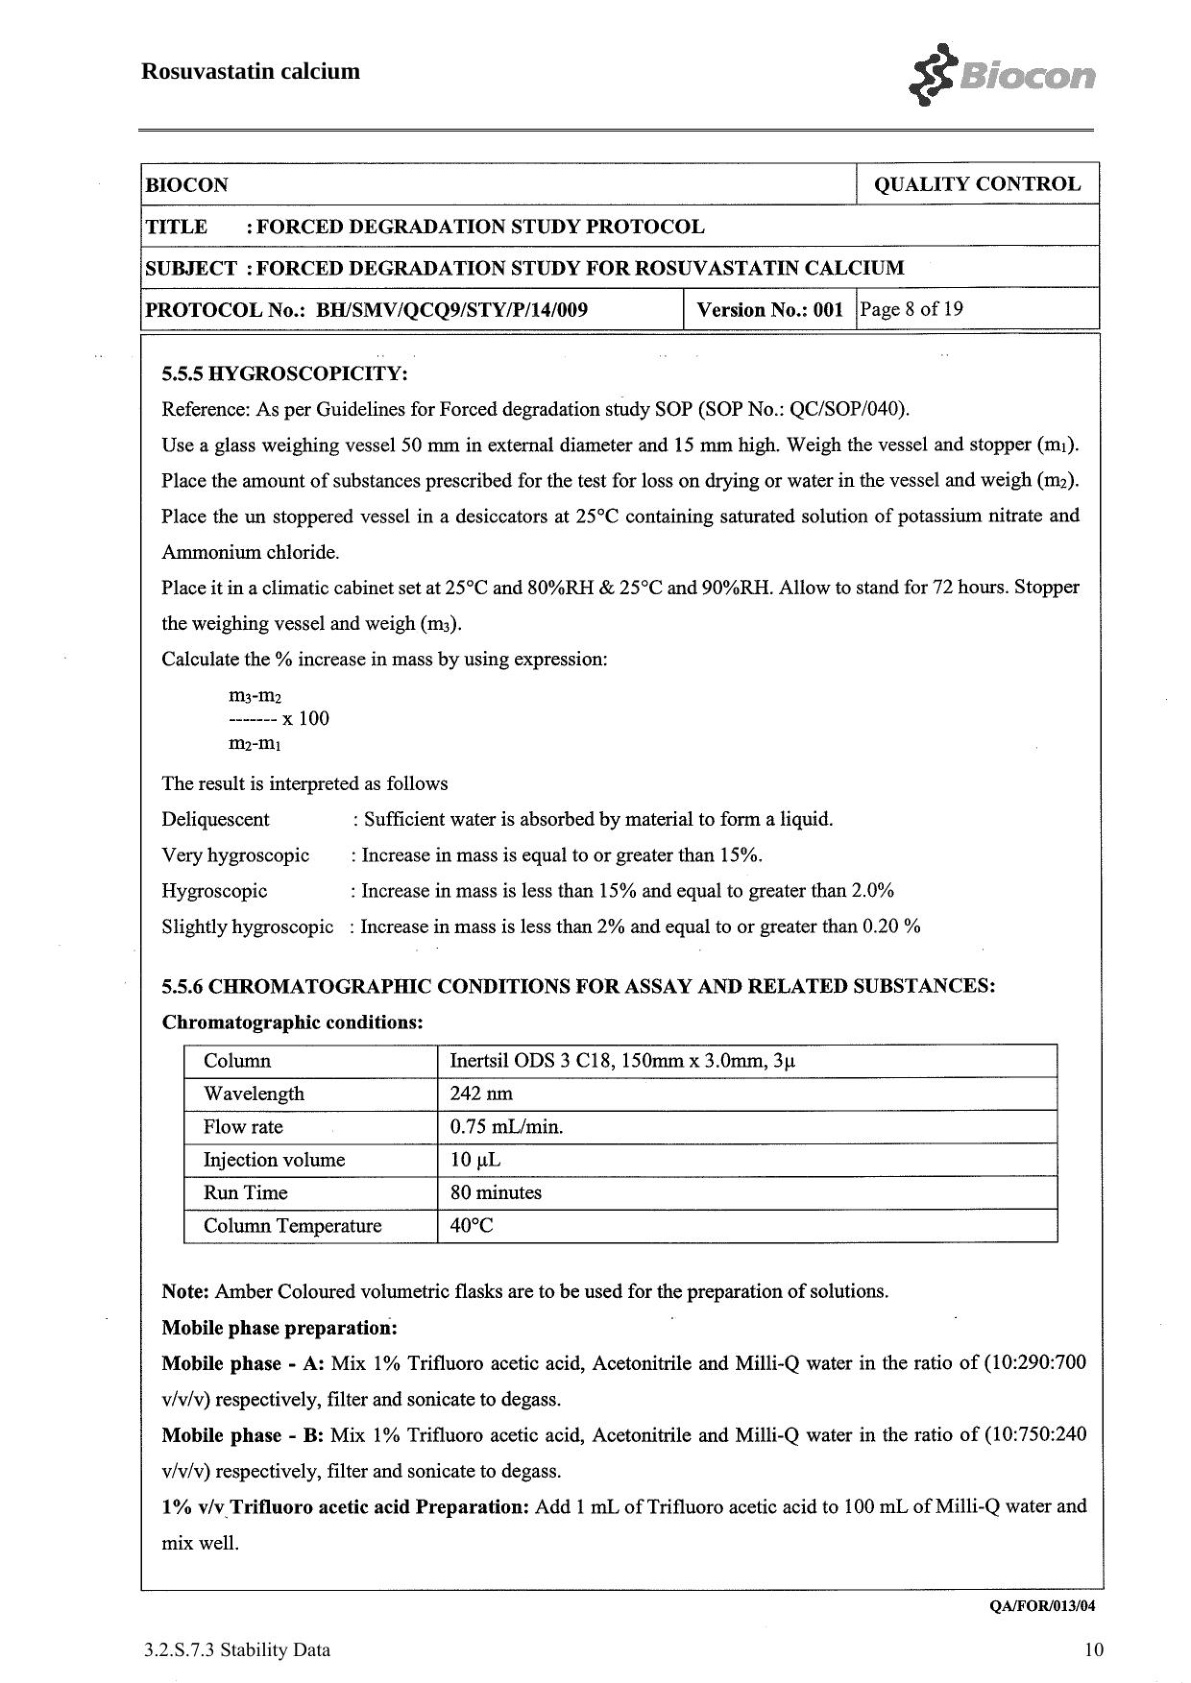 Rosuvastatin calcium
Biocon
BIOCON QUALITY CONTROL
TITLE : FORCED DEGRADATION STUDY PROTOCOL
SUBJECT : FORCED DEGRADATION STUDY FOR ROSUVASTATIN CALCIUM
PROTOCOL No.: BH/SMV/QCQ9/STY/P/14/009 Version No.: 001 Page 8 of 19
5.5.5 HYGROSCOPICITY:
Reference: As per Guidelines for Forced degradation study SOP (SOP No.: QC/SOP/040).
Use a glass weighing vessel 50 mm in external diameter and 15 mm high. Weigh the vessel and stopper (m₁).
Place the amount of substances prescribed for the test for loss on drying or water in the vessel and weigh (m₂).
Place the un stoppered vessel in a desiccators at 25°C containing saturated solution of potassium nitrate and
Ammonium chloride.
Place it in a climatic cabinet set at 25°C and 80%RH & 25°C and 90%RH. Allow to stand for 72 hours. Stopper
the weighing vessel and weigh (m₃).
Calculate the % increase in mass by using expression:
m₃-m₂
------- x 100
m₂-m₁
The result is interpreted as follows
Deliquescent : Sufficient water is absorbed by material to form a liquid.
Very hygroscopic : Increase in mass is equal to or greater than 15%.
Hygroscopic : Increase in mass is less than 15% and equal to greater than 2.0%
Slightly hygroscopic : Increase in mass is less than 2% and equal to or greater than 0.20 %
5.5.6 CHROMATOGRAPHIC CONDITIONS FOR ASSAY AND RELATED SUBSTANCES:
Chromatographic conditions:
Column Inertsil ODS 3 C18, 150mm x 3.0mm, 3µ
Wavelength 242 nm
Flow rate 0.75 mL/min.
Injection volume 10 µL
Run Time 80 minutes
Column Temperature 40°C
Note: Amber Coloured volumetric flasks are to be used for the preparation of solutions.
Mobile phase preparation:
Mobile phase - A: Mix 1% Trifluoro acetic acid, Acetonitrile and Milli-Q water in the ratio of (10:290:700
v/v/v) respectively, filter and sonicate to degass.
Mobile phase - B: Mix 1% Trifluoro acetic acid, Acetonitrile and Milli-Q water in the ratio of (10:750:240
v/v/v) respectively, filter and sonicate to degass.
1% v/v Trifluoro acetic acid Preparation: Add 1 mL of Trifluoro acetic acid to 100 mL of Milli-Q water and
mix well.
QA/FOR/013/04
3.2.S.7.3 Stability Data 10